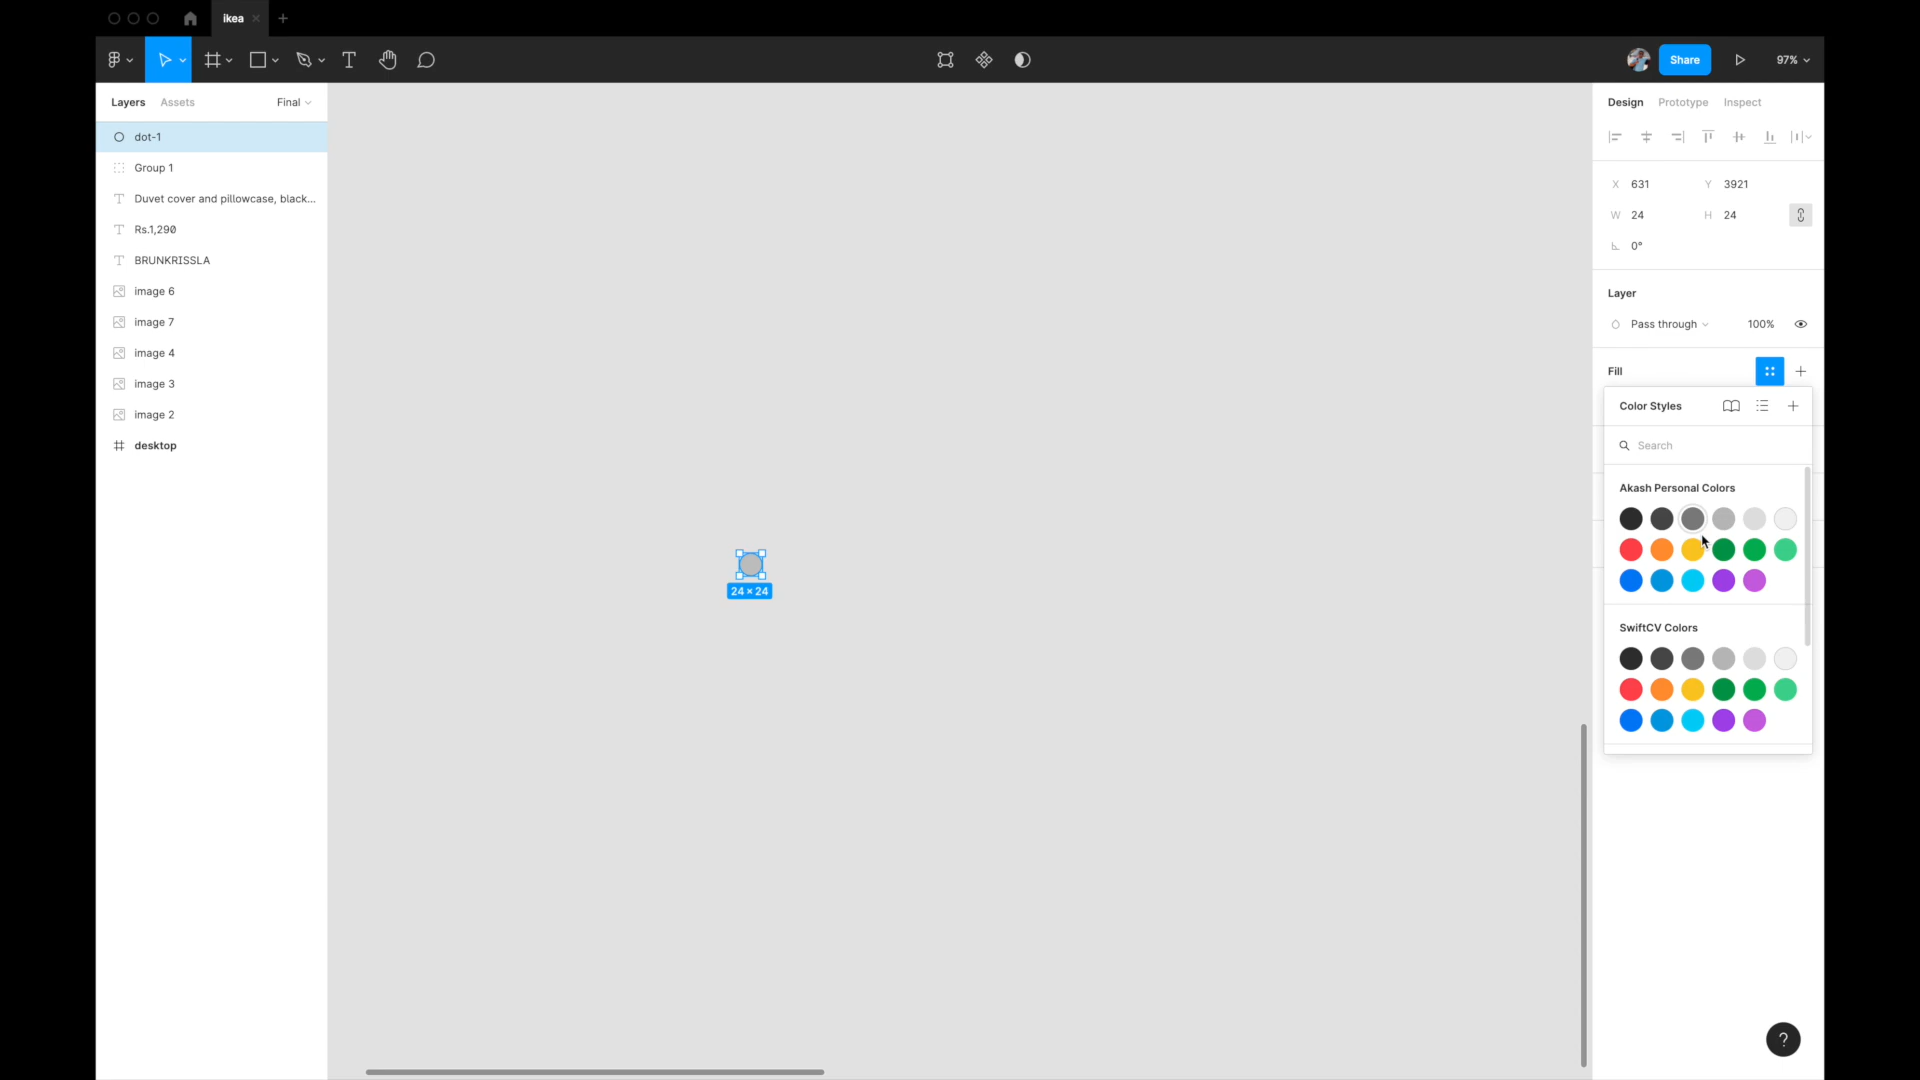 ikea
Share
97%
Layers
Assets
Final
Design
Prototype
Inspect
dot-1
Group 1
Duvet cover and pillowcase, black...
Rs.1,290
BRUNKRISSLA
image 6
image 7
image 4
image 3
image 2
desktop
24 × 24
X 631
Y 3921
W 24
H 24
0°
Layer
Pass through
100%
Fill
Color Styles
Search
Akash Personal Colors
SwiftCV Colors
?